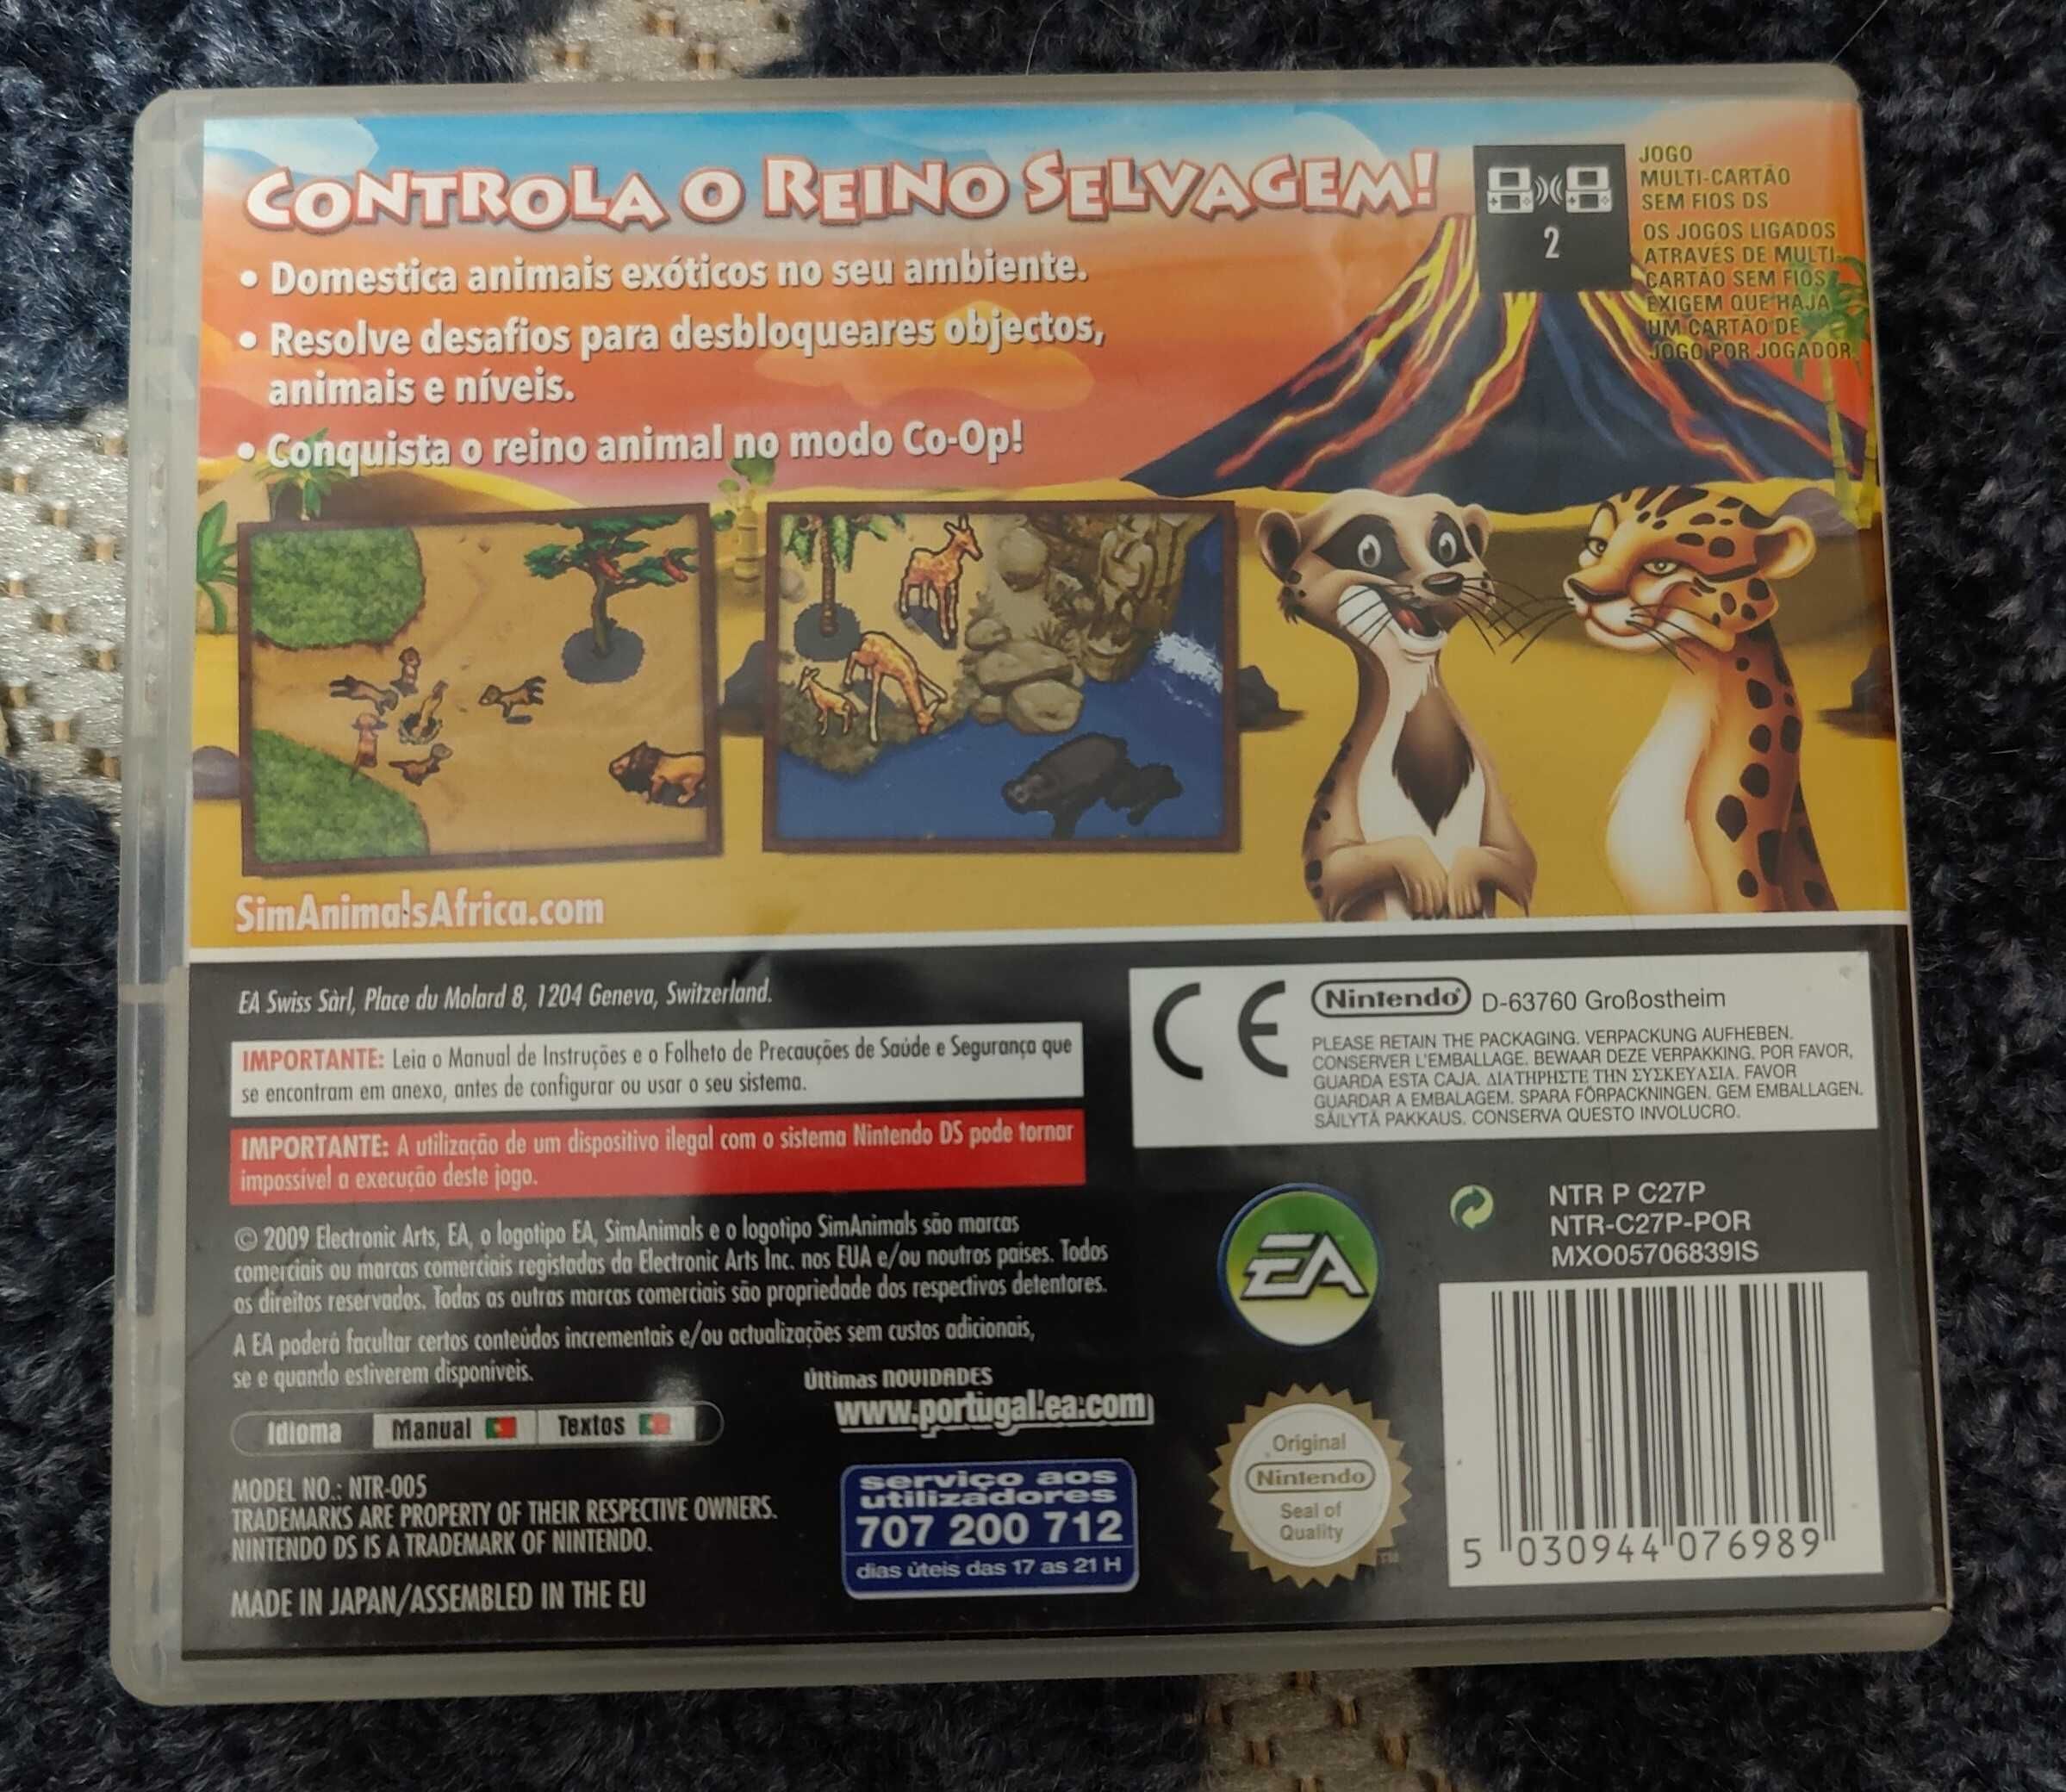 CONTROLA O REINO SELVAGEM!
• Domestica animais exóticos no seu ambiente.
• Resolve desafios para desbloqueares objectos,
animais e níveis.
• Conquista o reino animal no modo Co-Op!
2
JOGO
MULTI-CARTÃO
SEM FIOS DS
OS JOGOS LIGADOS
ATRAVÉS DE MULTI-
CARTÃO SEM FIOS
EXIGEM QUE HAJA
UM CARTÃO DE
JOGO POR JOGADOR.
SimAnimalsAfrica.com
EA Swiss Sàrl, Place du Molard 8, 1204 Geneva, Switzerland.
IMPORTANTE: Leia o Manual de Instruções e o Folheto de Precauções de Saúde e Segurança que
se encontram em anexo, antes de configurar ou usar o seu sistema.
IMPORTANTE: A utilização de um dispositivo ilegal com o sistema Nintendo DS pode tornar
impossível a execução deste jogo.
© 2009 Electronic Arts, EA, o logotipo EA, SimAnimals e o logotipo SimAnimals são marcas
comerciais ou marcas comerciais registadas da Electronic Arts Inc. nos EUA e/ou noutros países. Todos
os direitos reservados. Todas as outras marcas comerciais são propriedade dos respectivos detentores.
A EA poderá facultar certos conteúdos incrementais e/ou actualizações sem custos adicionais,
se e quando estiverem disponíveis.
Últimas NOVIDADES
www.portugal.ea.com
Idioma Manual Textos
MODEL NO.: NTR-005
TRADEMARKS ARE PROPERTY OF THEIR RESPECTIVE OWNERS.
NINTENDO DS IS A TRADEMARK OF NINTENDO.
MADE IN JAPAN/ASSEMBLED IN THE EU
serviço aos
utilizadores
707 200 712
dias úteis das 17 as 21 H
CE
Nintendo D-63760 Großostheim
PLEASE RETAIN THE PACKAGING. VERPACKUNG AUFHEBEN.
CONSERVER L'EMBALLAGE. BEWAAR DEZE VERPAKKING. POR FAVOR,
GUARDA ESTA CAJA. ΔΙΑΤΗΡΗΣΤΕ ΤΗΝ ΣΥΣΚΕΥΑΣΙΑ. FAVOR
GUARDAR A EMBALAGEM. SPARA FÖRPACKNINGEN. GEM EMBALLAGEN.
SÄILYTÄ PAKKAUS. CONSERVA QUESTO INVOLUCRO.
EA
NTR P C27P
NTR-C27P-POR
MXO05706839IS
Original
Nintendo
Seal of
Quality
TM
5 030944 076989